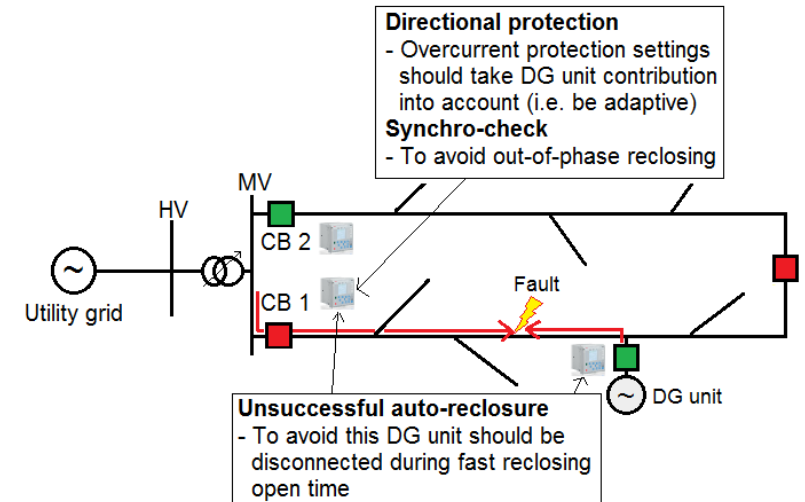 Directional protection
- Overcurrent protection settings
should take DG unit contribution
into account (i.e. be adaptive)
Synchro-check
- To avoid out-of-phase reclosing
MV
HV
CB 2
Utility grid
CB 1
Fault
DG unit
Unsuccessful auto-reclosure
- To avoid this DG unit should be
disconnected during fast reclosing
open time